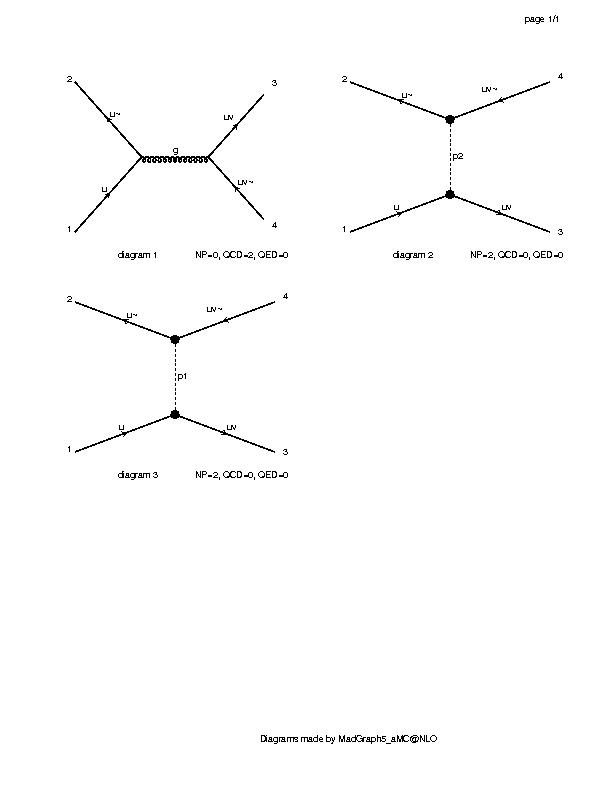 page 1/1
2
3
u~
uv
g
u
uv~
1
4
diagram 1 NP=0, QCD=2, QED=0
2
4
u~
uv~
p2
u
uv
1
3
diagram 2 NP=2, QCD=0, QED=0
2
4
u~
uv~
p1
u
uv
1
3
diagram 3 NP=2, QCD=0, QED=0
Diagrams made by MadGraph5_aMC@NLO